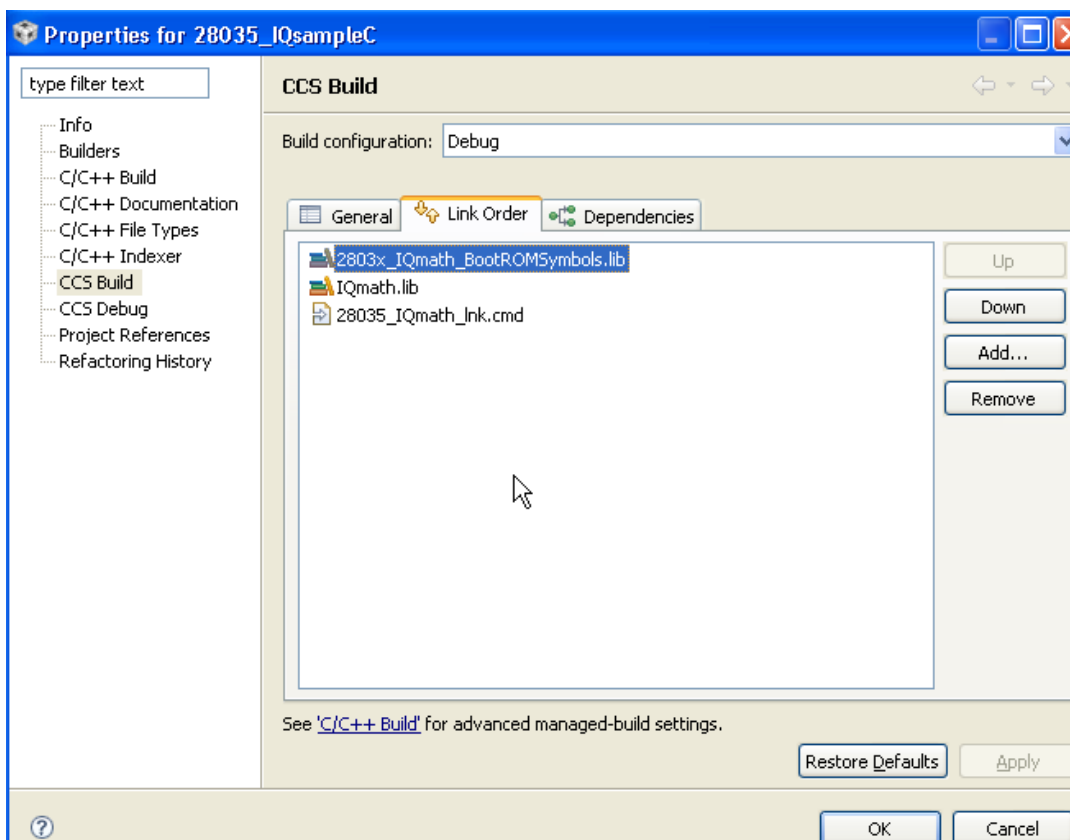 Properties for 28035_IQsampleC
type filter text
Info
Builders
C/C++ Build
C/C++ Documentation
C/C++ File Types
C/C++ Indexer
CCS Build
CCS Debug
Project References
Refactoring History
CCS Build
Build configuration: Debug
General Link Order Dependencies
2803x_IQmath_BootROMSymbols.lib
IQmath.lib
28035_IQmath_lnk.cmd
Up
Down
Add...
Remove
See 'C/C++ Build' for advanced managed-build settings.
Restore Defaults Apply
? OK Cancel